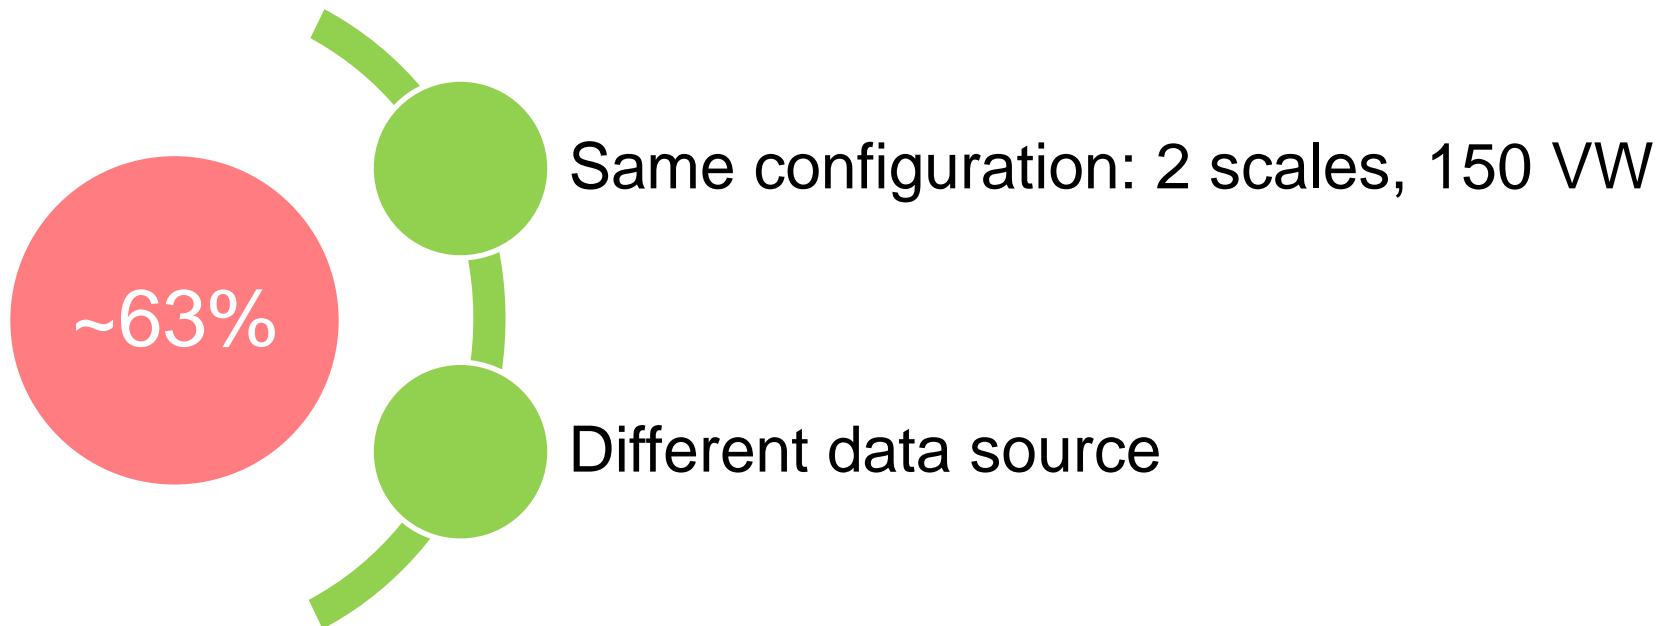 Same configuration: 2 scales, 150 VW
~63%
Different data source